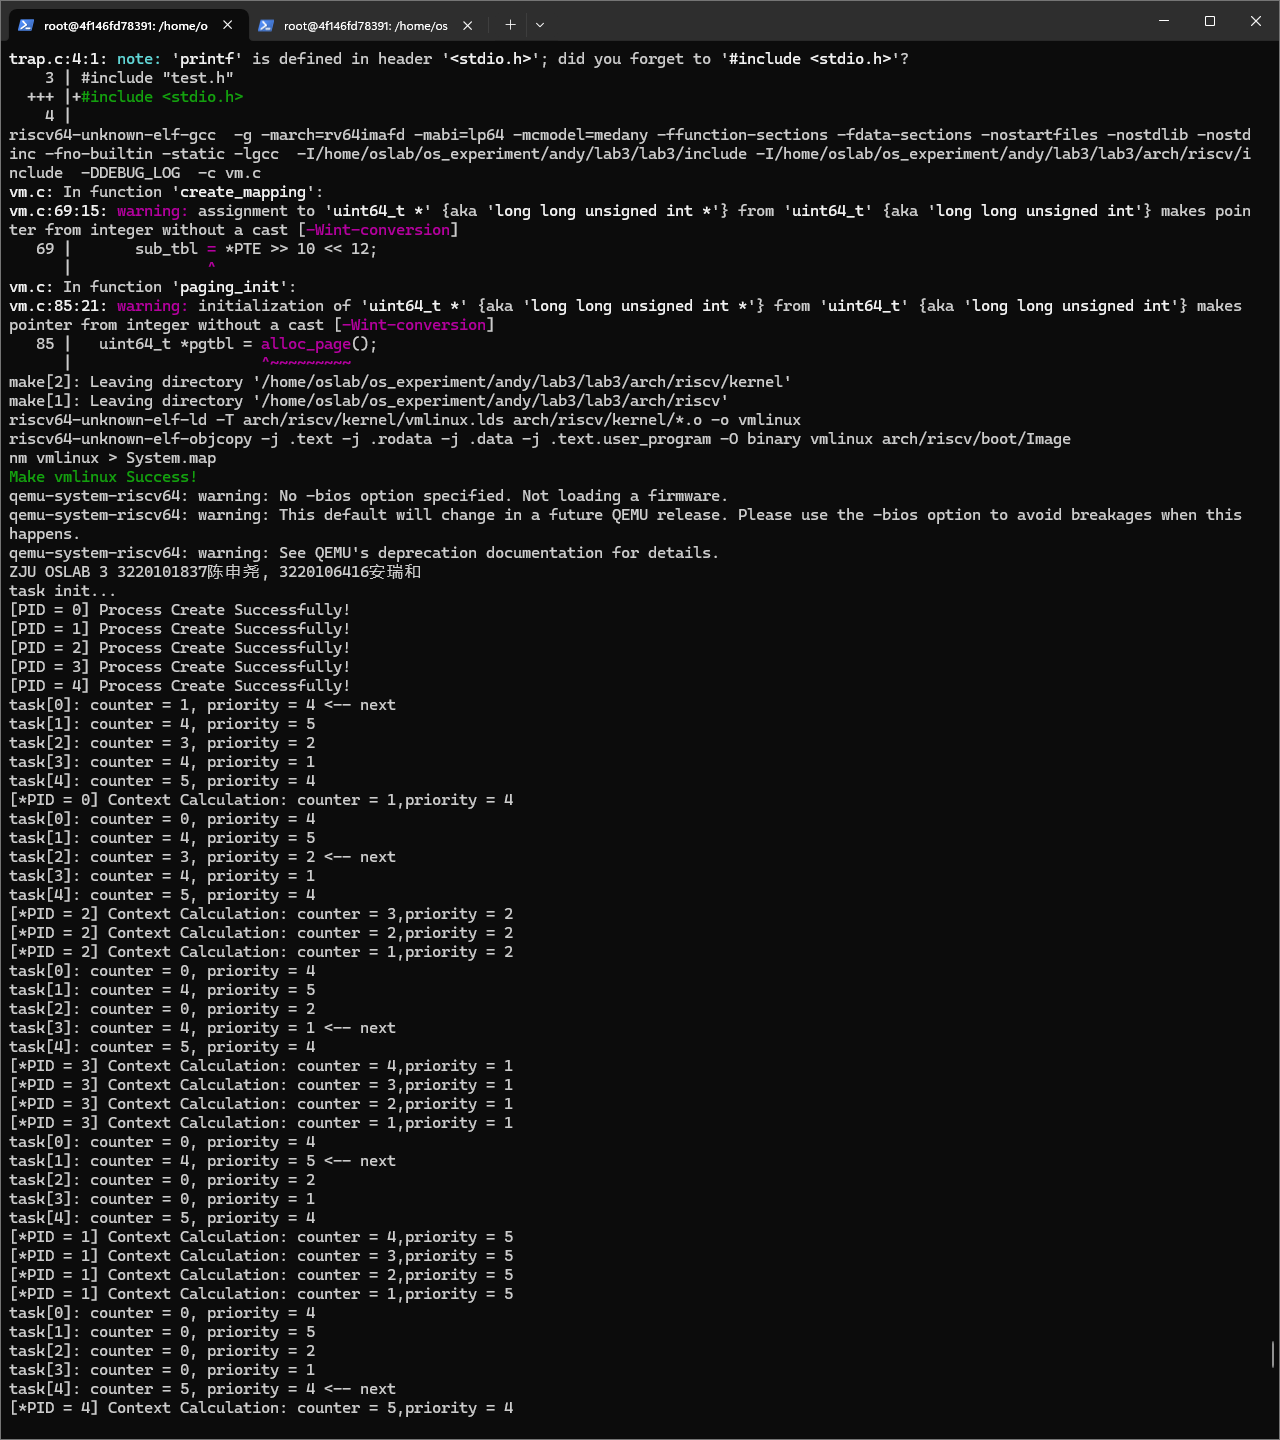 root@4f146fd78391: /home/o
root@4f146fd78391: /home/os
trap.c:4:1: note: 'printf' is defined in header '<stdio.h>'; did you forget to '#include <stdio.h>'?
    3 | #include "test.h"
  +++ |+#include <stdio.h>
    4 |
riscv64-unknown-elf-gcc  -g -march=rv64imafd -mabi=lp64 -mcmodel=medany -ffunction-sections -fdata-sections -nostartfiles -nostdlib -nostd
inc -fno-builtin -static -lgcc  -I/home/oslab/os_experiment/andy/lab3/lab3/include -I/home/oslab/os_experiment/andy/lab3/lab3/arch/riscv/i
nclude  -DDEBUG_LOG  -c vm.c
vm.c: In function 'create_mapping':
vm.c:69:15: warning: assignment to 'uint64_t *' {aka 'long long unsigned int *'} from 'uint64_t' {aka 'long long unsigned int'} makes poin
ter from integer without a cast [-Wint-conversion]
   69 |       sub_tbl = *PTE >> 10 << 12;
      |               ^
vm.c: In function 'paging_init':
vm.c:85:21: warning: initialization of 'uint64_t *' {aka 'long long unsigned int *'} from 'uint64_t' {aka 'long long unsigned int'} makes
pointer from integer without a cast [-Wint-conversion]
   85 |   uint64_t *pgtbl = alloc_page();
      |                     ^~~~~~~~~~
make[2]: Leaving directory '/home/oslab/os_experiment/andy/lab3/lab3/arch/riscv/kernel'
make[1]: Leaving directory '/home/oslab/os_experiment/andy/lab3/lab3/arch/riscv'
riscv64-unknown-elf-ld -T arch/riscv/kernel/vmlinux.lds arch/riscv/kernel/*.o -o vmlinux
riscv64-unknown-elf-objcopy -j .text -j .rodata -j .data -j .text.user_program -O binary vmlinux arch/riscv/boot/Image
nm vmlinux > System.map
Make vmlinux Success!
qemu-system-riscv64: warning: No -bios option specified. Not loading a firmware.
qemu-system-riscv64: warning: This default will change in a future QEMU release. Please use the -bios option to avoid breakages when this
happens.
qemu-system-riscv64: warning: See QEMU's deprecation documentation for details.
ZJU OSLAB 3 3220101837陈申尧, 3220106416安瑞和
task init...
[PID = 0] Process Create Successfully!
[PID = 1] Process Create Successfully!
[PID = 2] Process Create Successfully!
[PID = 3] Process Create Successfully!
[PID = 4] Process Create Successfully!
task[0]: counter = 1, priority = 4 <-- next
task[1]: counter = 4, priority = 5
task[2]: counter = 3, priority = 2
task[3]: counter = 4, priority = 1
task[4]: counter = 5, priority = 4
[*PID = 0] Context Calculation: counter = 1,priority = 4
task[0]: counter = 0, priority = 4
task[1]: counter = 4, priority = 5
task[2]: counter = 3, priority = 2 <-- next
task[3]: counter = 4, priority = 1
task[4]: counter = 5, priority = 4
[*PID = 2] Context Calculation: counter = 3,priority = 2
[*PID = 2] Context Calculation: counter = 2,priority = 2
[*PID = 2] Context Calculation: counter = 1,priority = 2
task[0]: counter = 0, priority = 4
task[1]: counter = 4, priority = 5
task[2]: counter = 0, priority = 2
task[3]: counter = 4, priority = 1 <-- next
task[4]: counter = 5, priority = 4
[*PID = 3] Context Calculation: counter = 4,priority = 1
[*PID = 3] Context Calculation: counter = 3,priority = 1
[*PID = 3] Context Calculation: counter = 2,priority = 1
[*PID = 3] Context Calculation: counter = 1,priority = 1
task[0]: counter = 0, priority = 4
task[1]: counter = 4, priority = 5 <-- next
task[2]: counter = 0, priority = 2
task[3]: counter = 0, priority = 1
task[4]: counter = 5, priority = 4
[*PID = 1] Context Calculation: counter = 4,priority = 5
[*PID = 1] Context Calculation: counter = 3,priority = 5
[*PID = 1] Context Calculation: counter = 2,priority = 5
[*PID = 1] Context Calculation: counter = 1,priority = 5
task[0]: counter = 0, priority = 4
task[1]: counter = 0, priority = 5
task[2]: counter = 0, priority = 2
task[3]: counter = 0, priority = 1
task[4]: counter = 5, priority = 4 <-- next
[*PID = 4] Context Calculation: counter = 5,priority = 4